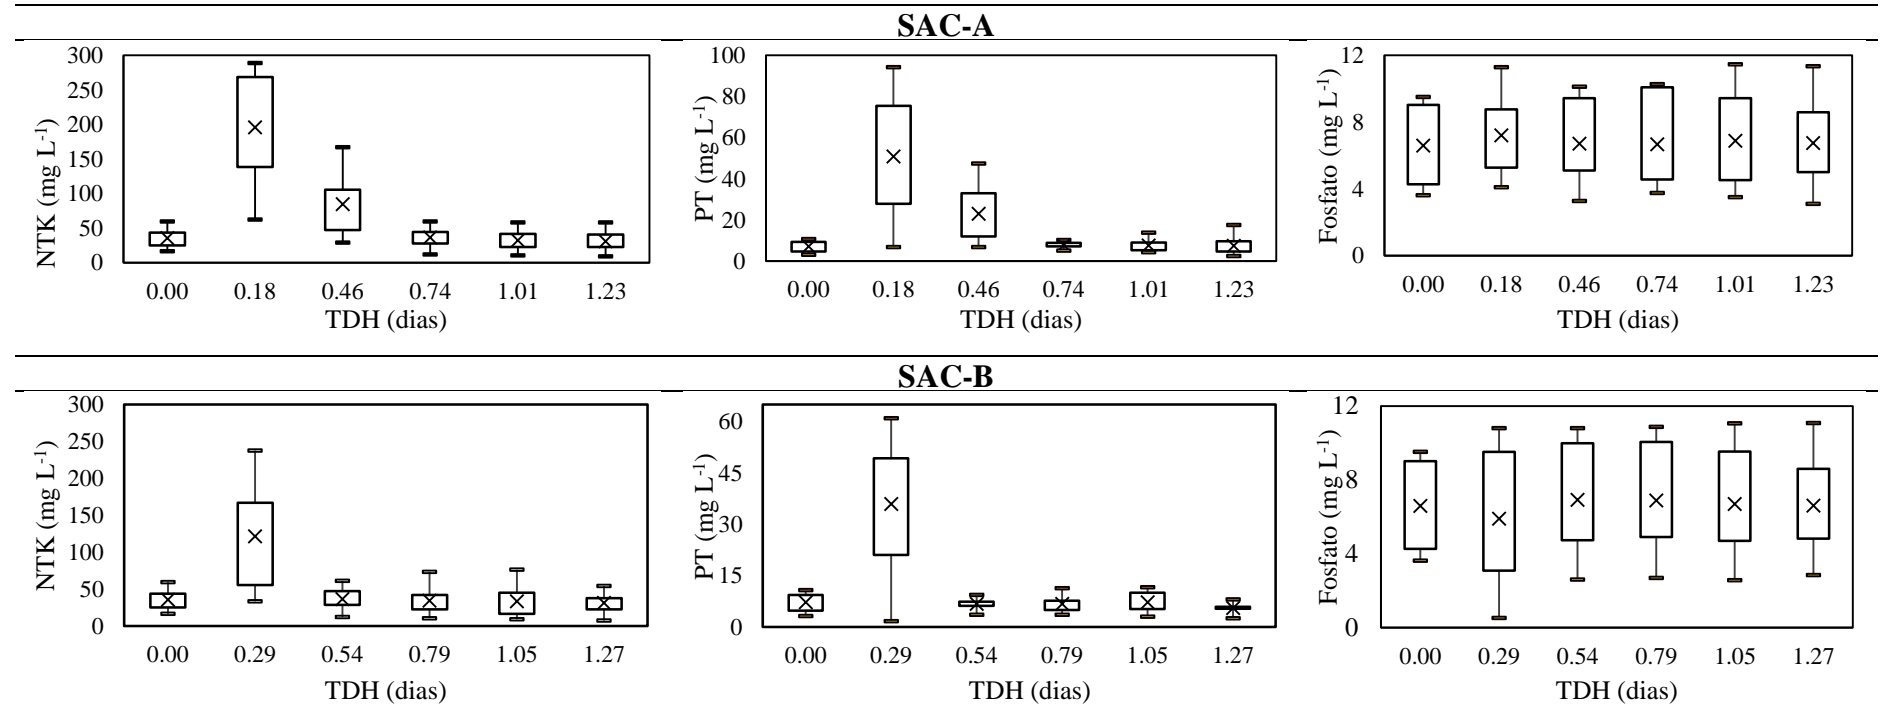 SAC-A
NTK (mg L-1)
300
250
200
150
100
50
0
0.00 0.18 0.46 0.74 1.01 1.23
TDH (dias)
PT (mg L-1)
100
80
60
40
20
0
0.00 0.18 0.46 0.74 1.01 1.23
TDH (dias)
Fosfato (mg L-1)
12
8
4
0
0.00 0.18 0.46 0.74 1.01 1.23
TDH (dias)
SAC-B
NTK (mg L-1)
300
250
200
150
100
50
0
0.00 0.29 0.54 0.79 1.05 1.27
TDH (dias)
PT (mg L-1)
60
45
30
15
0
0.00 0.29 0.54 0.79 1.05 1.27
TDH (dias)
Fosfato (mg L-1)
12
8
4
0
0.00 0.29 0.54 0.79 1.05 1.27
TDH (dias)